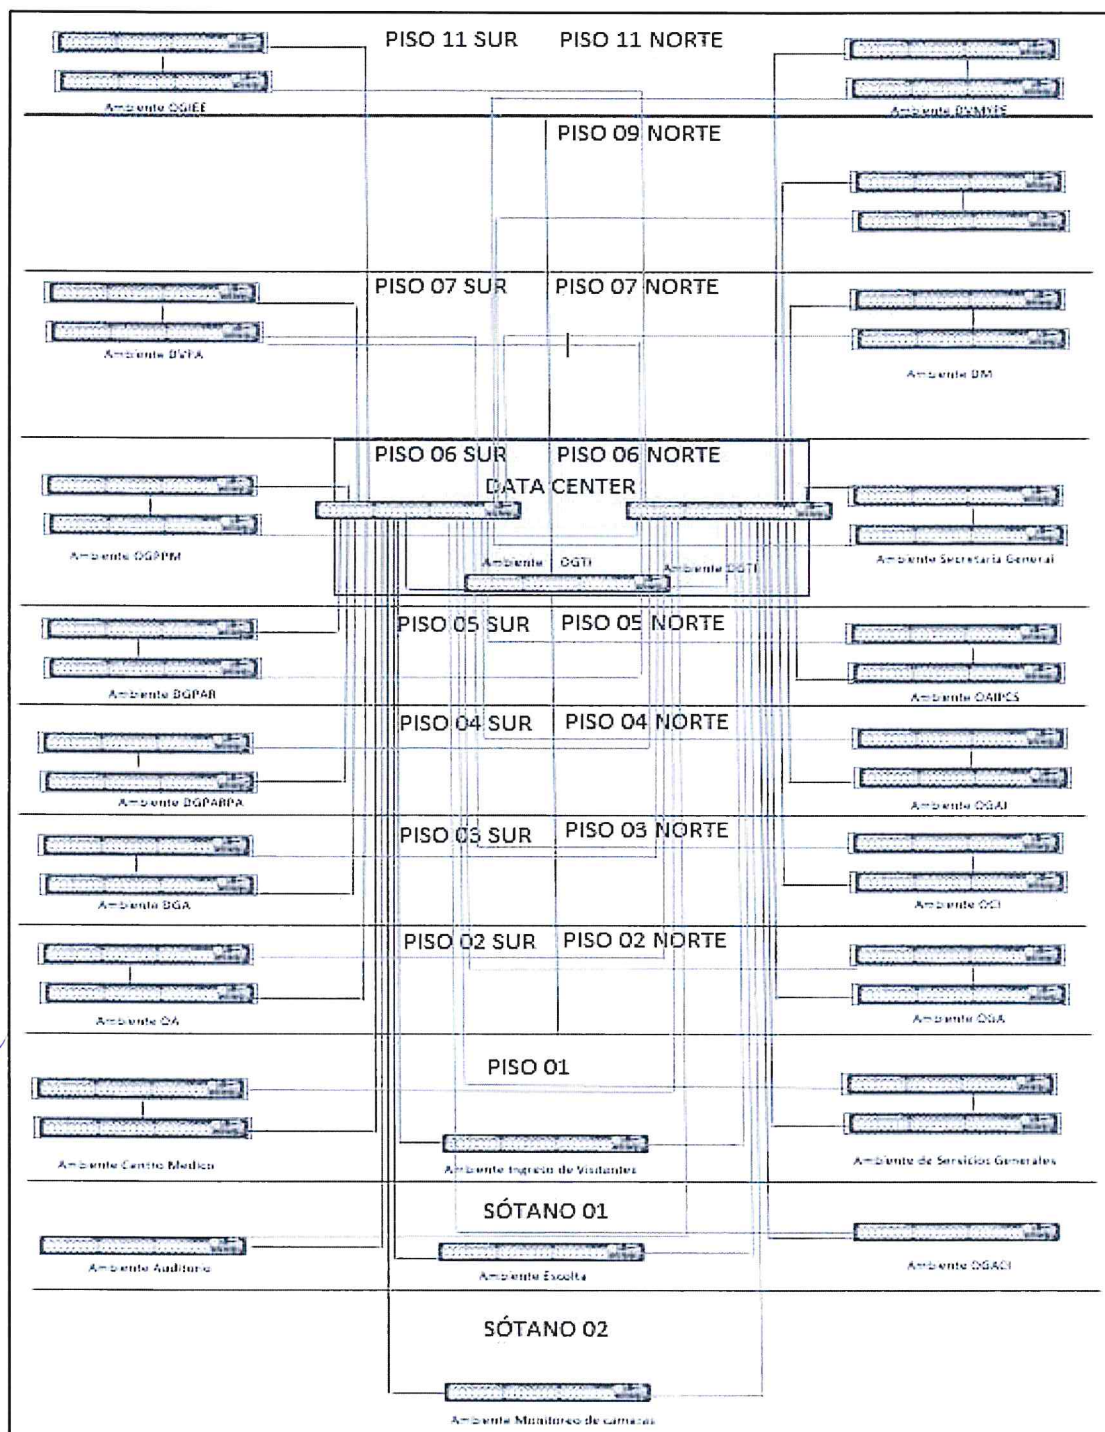 PISO 11 SUR PISO 11 NORTE
Ambiente OGIEE
Ambiente DVMYPE
PISO 09 NORTE
PISO 07 SUR PISO 07 NORTE
Ambiente DVPA
Ambiente DM
PISO 06 SUR PISO 06 NORTE
DATA CENTER
Ambiente OGPPM
Ambiente OGTI
Ambiente OGTI
Ambiente Secretaria General
PISO 05 SUR PISO 05 NORTE
Ambiente DGPAR
Ambiente OAIPCS
PISO 04 SUR PISO 04 NORTE
Ambiente DGPARPA
Ambiente OGAJ
PISO 03 SUR PISO 03 NORTE
Ambiente DGA
Ambiente OCI
PISO 02 SUR PISO 02 NORTE
Ambiente OA
Ambiente OGA
PISO 01
Ambiente Centro Medico
Ambiente Ingreso de Visitantes
Ambiente de Servicios Generales
SÓTANO 01
Ambiente Auditorio
Ambiente Escolta
Ambiente OGACI
SÓTANO 02
Ambiente Monitoreo de camaras